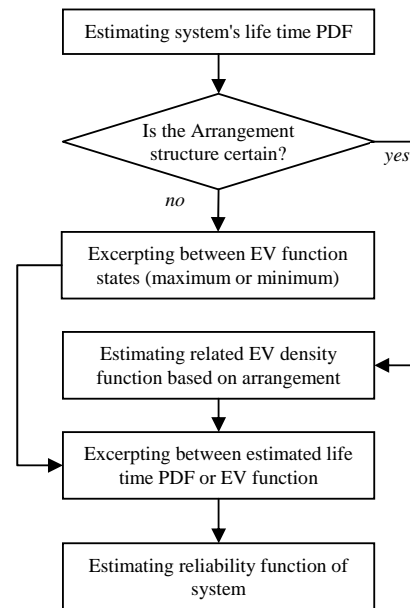 Estimating system's life time PDF
Is the Arrangement
structure certain?
yes
no
Excerpting between EV function
states (maximum or minimum)
Estimating related EV density
function based on arrangement
Excerpting between estimated life
time PDF or EV function
Estimating reliability function of
system